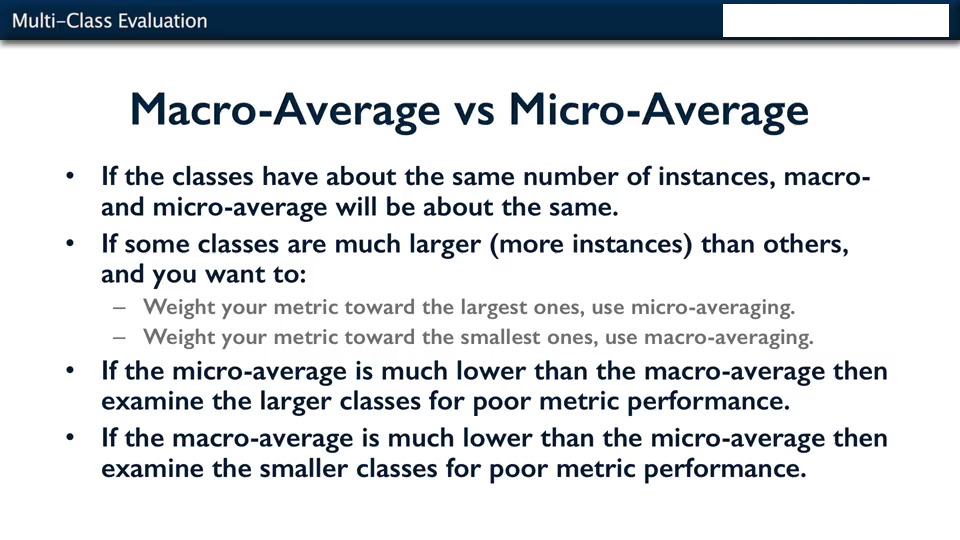 Multi-Class Evaluation
Macro-Average vs Micro-Average
• If the classes have about the same number of instances, macro-
and micro-average will be about the same.
• If some classes are much larger (more instances) than others,
and you want to:
– Weight your metric toward the largest ones, use micro-averaging.
– Weight your metric toward the smallest ones, use macro-averaging.
• If the micro-average is much lower than the macro-average then
examine the larger classes for poor metric performance.
• If the macro-average is much lower than the micro-average then
examine the smaller classes for poor metric performance.